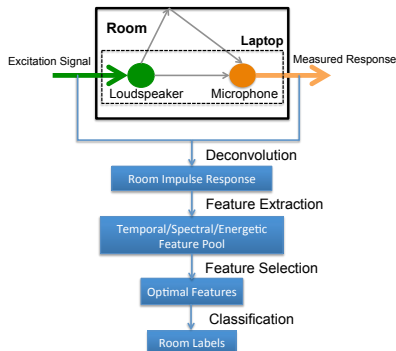 Room
Laptop
Excitation Signal
Measured Response
Loudspeaker
Microphone
Deconvolution
Room Impulse Response
Feature Extraction
Temporal/Spectral/Energetic
Feature Pool
Feature Selection
Optimal Features
Classification
Room Labels